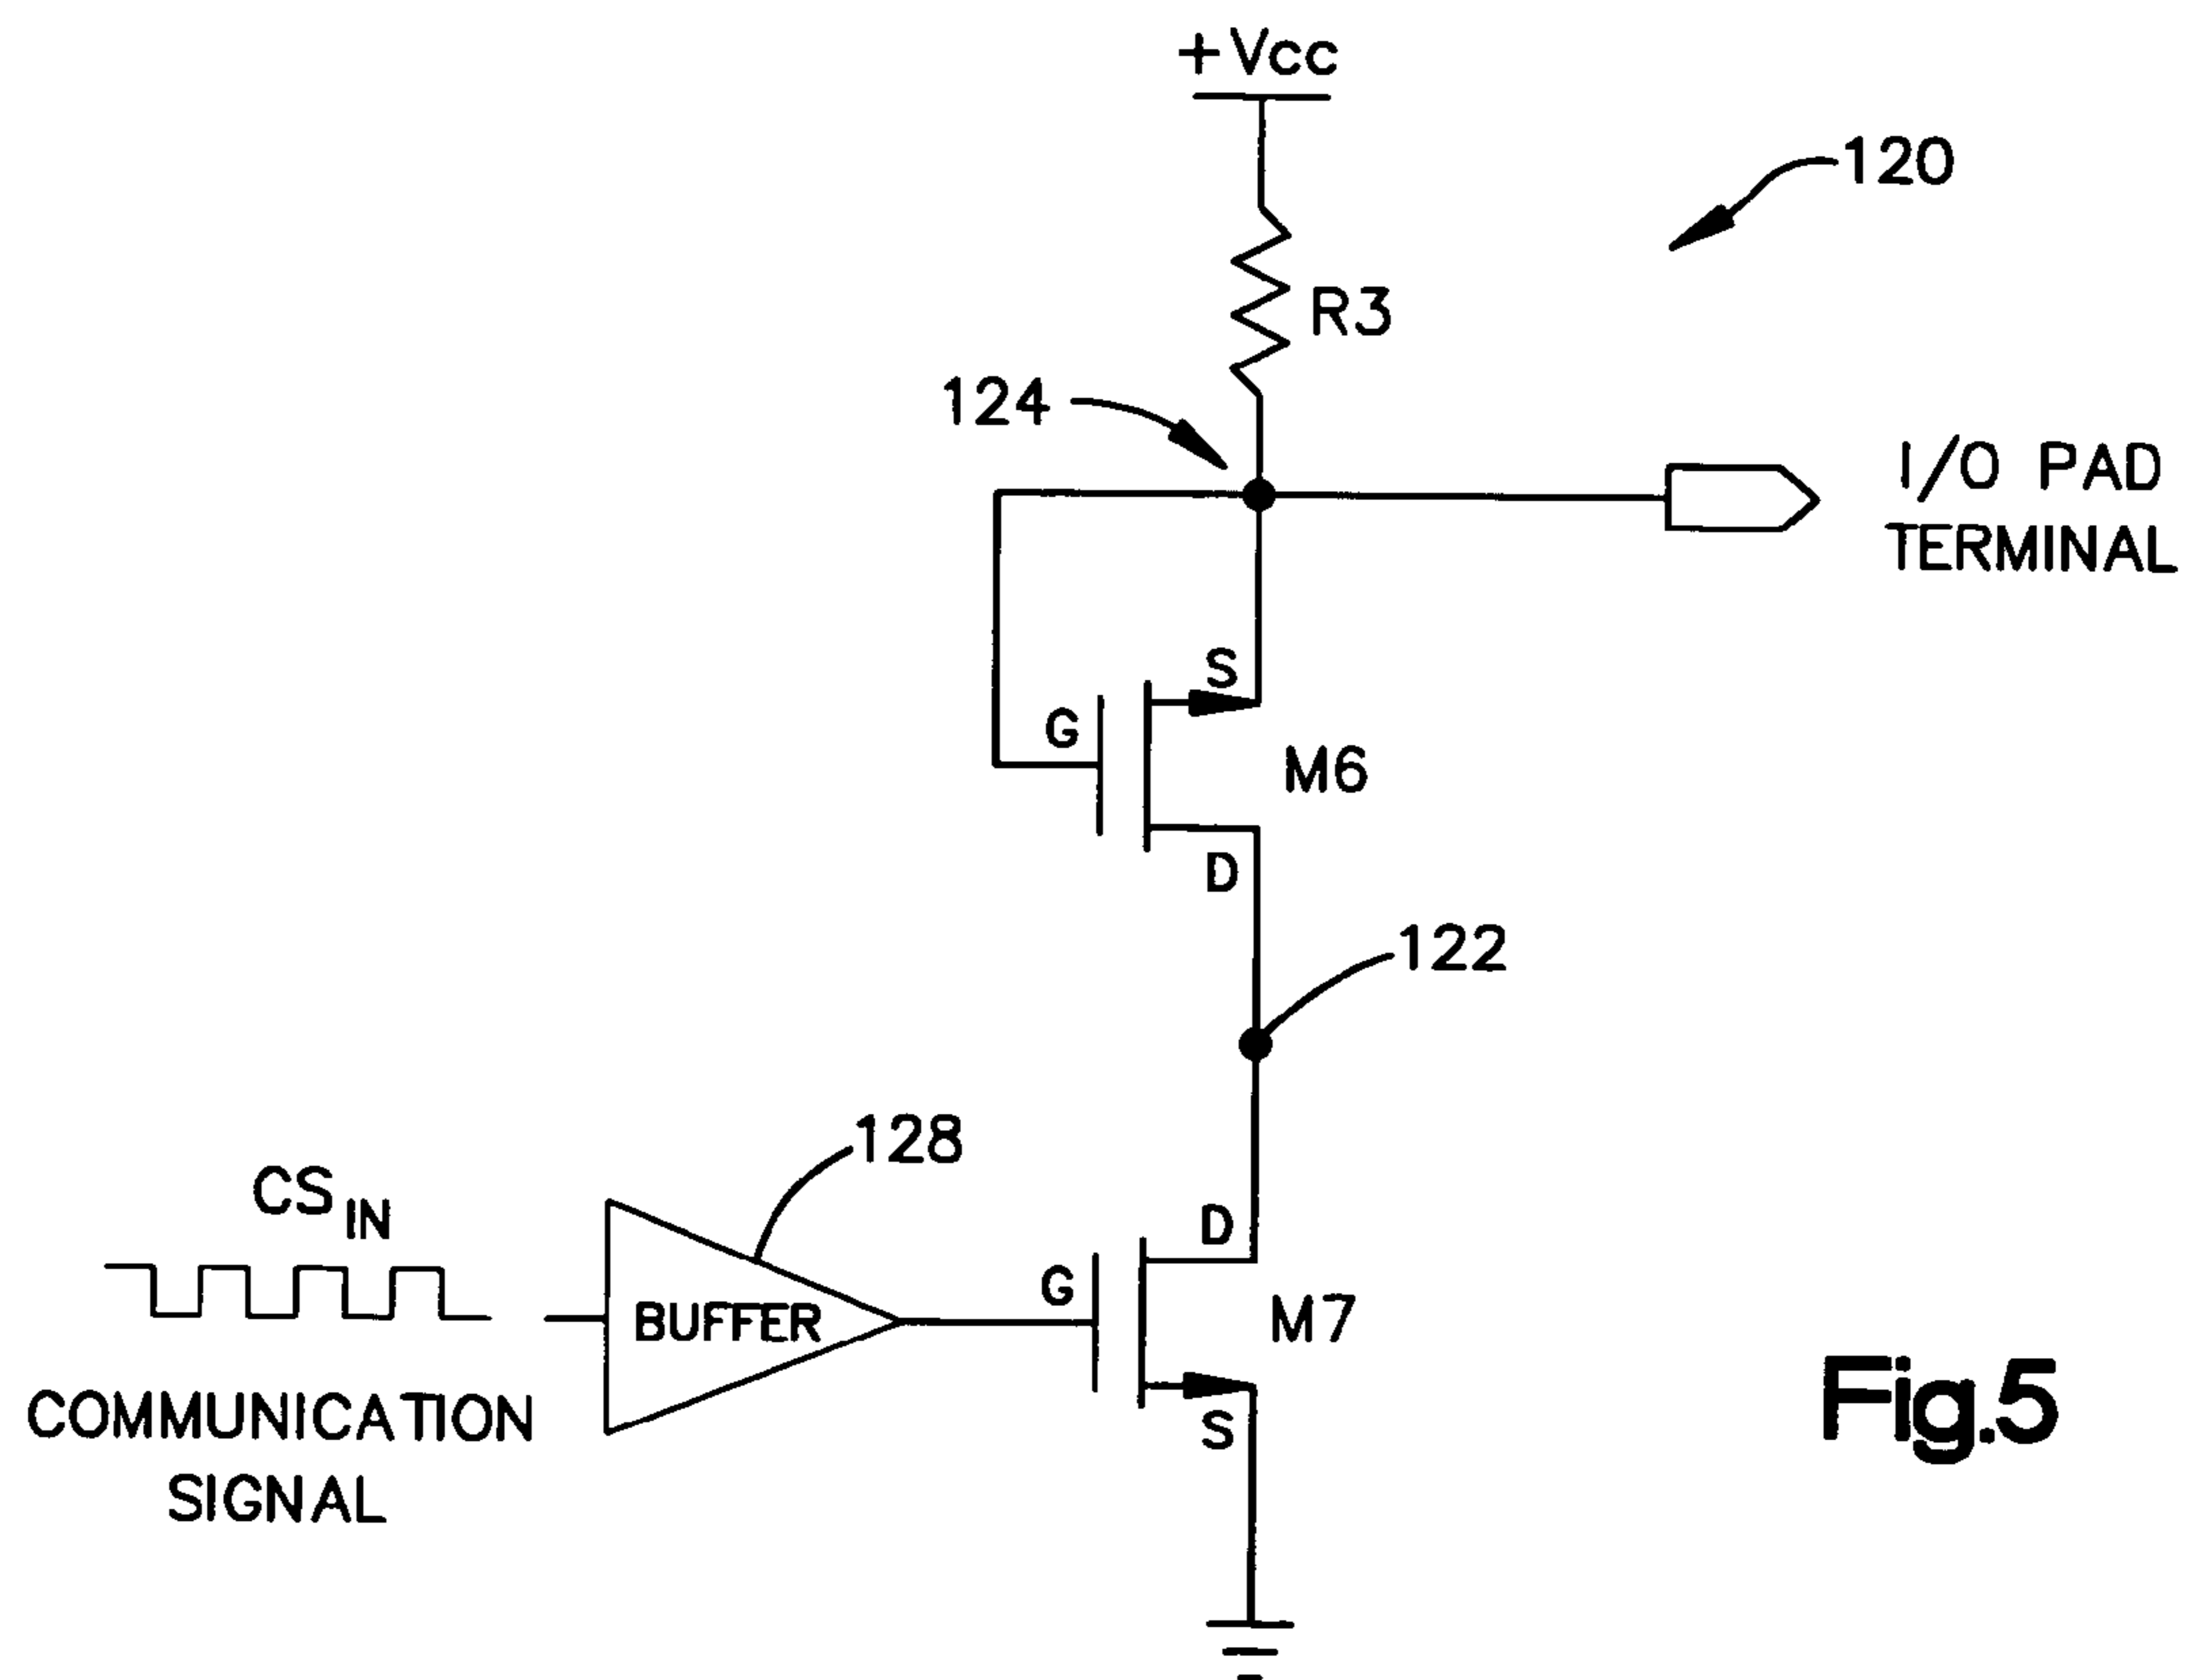 +Vcc
120
R3
124
I/O PAD
TERMINAL
S
G
M6
D
122
128
CS IN
D
G
BUFFER
M7
S
COMMUNICATION
SIGNAL
Fig.5